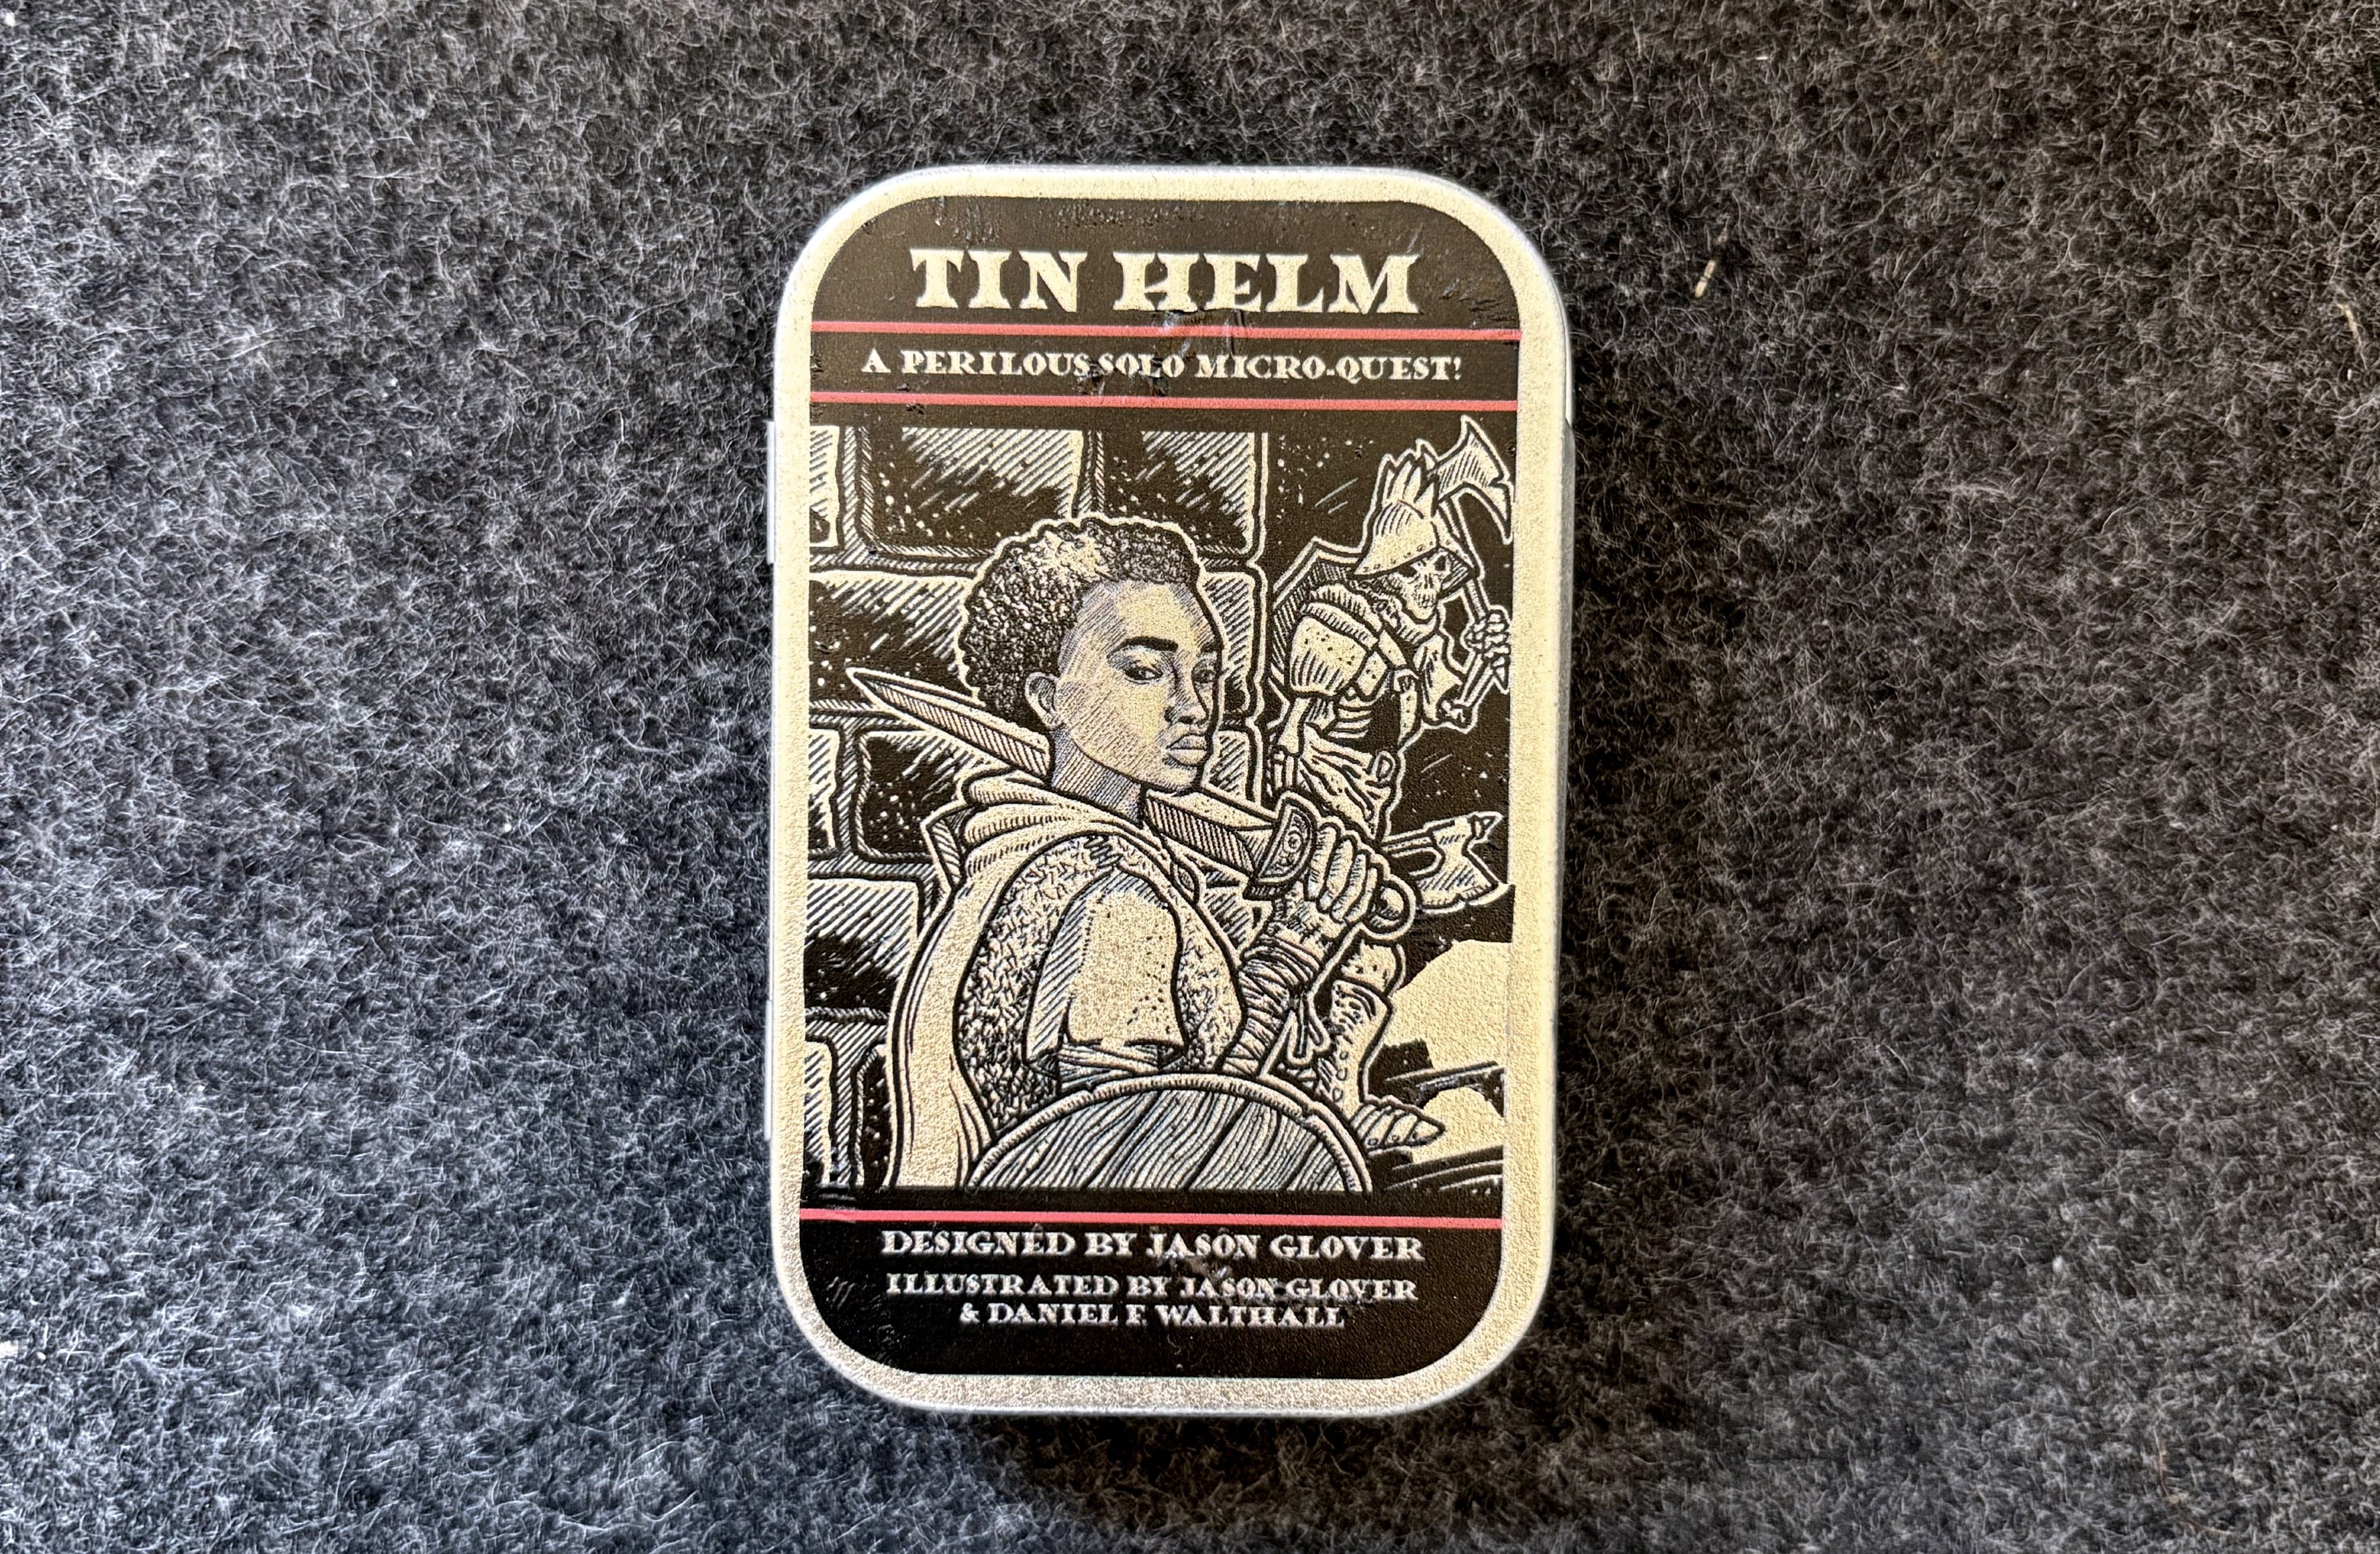 TIN HELM
A PERILOUS SOLO MICRO-QUEST!
DESIGNED BY JASON GLOVER
ILLUSTRATED BY JASON GLOVER
& DANIEL F. WALTHALL